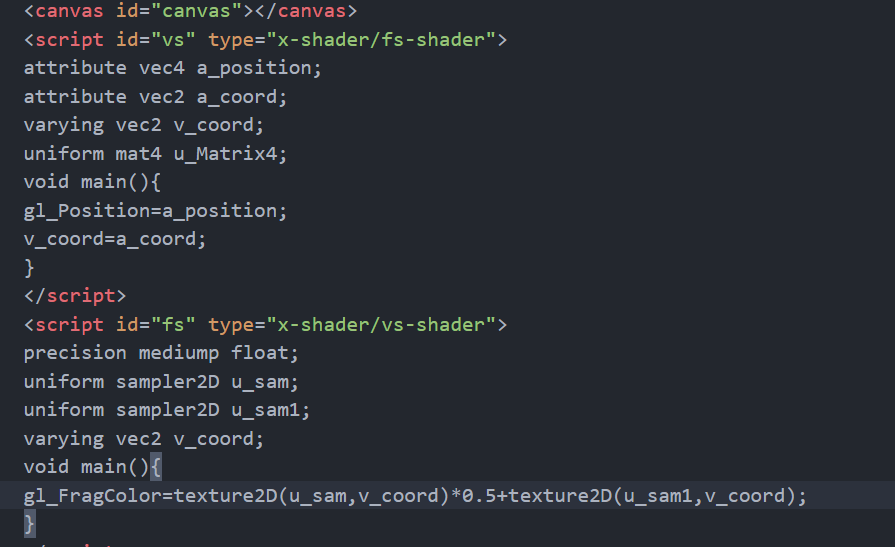 <canvas id="canvas"></canvas>
<script id="vs" type="x-shader/fs-shader">
attribute vec4 a_position;
attribute vec2 a_coord;
varying vec2 v_coord;
uniform mat4 u_Matrix4;
void main(){
gl_Position=a_position;
v_coord=a_coord;
}
</script>
<script id="fs" type="x-shader/vs-shader">
precision mediump float;
uniform sampler2D u_sam;
uniform sampler2D u_sam1;
varying vec2 v_coord;
void main(){
gl_FragColor=texture2D(u_sam,v_coord)*0.5+texture2D(u_sam1,v_coord);
}